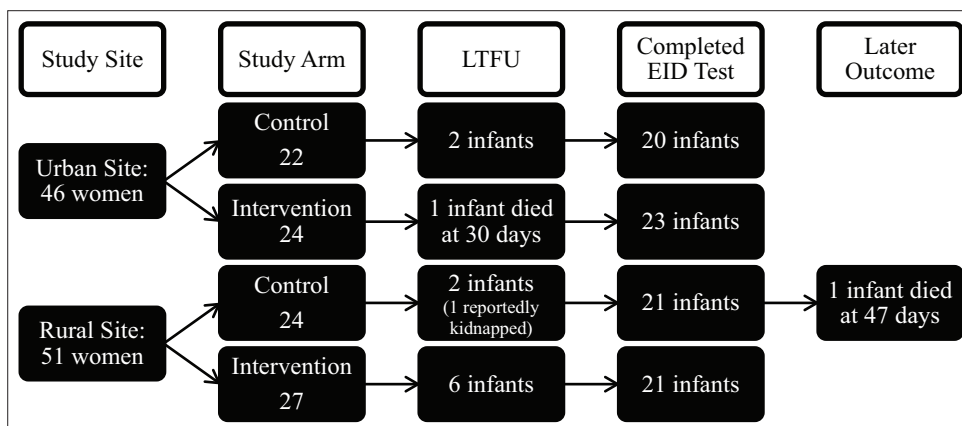 Study Site
Study Arm
LTFU
Completed
EID Test
Later
Outcome
Urban Site:
46 women
Control
22
2 infants
20 infants
Intervention
24
1 infant died
at 30 days
23 infants
Rural Site:
51 women
Control
24
2 infants
(1 reportedly
kidnapped)
21 infants
1 infant died
at 47 days
Intervention
27
6 infants
21 infants